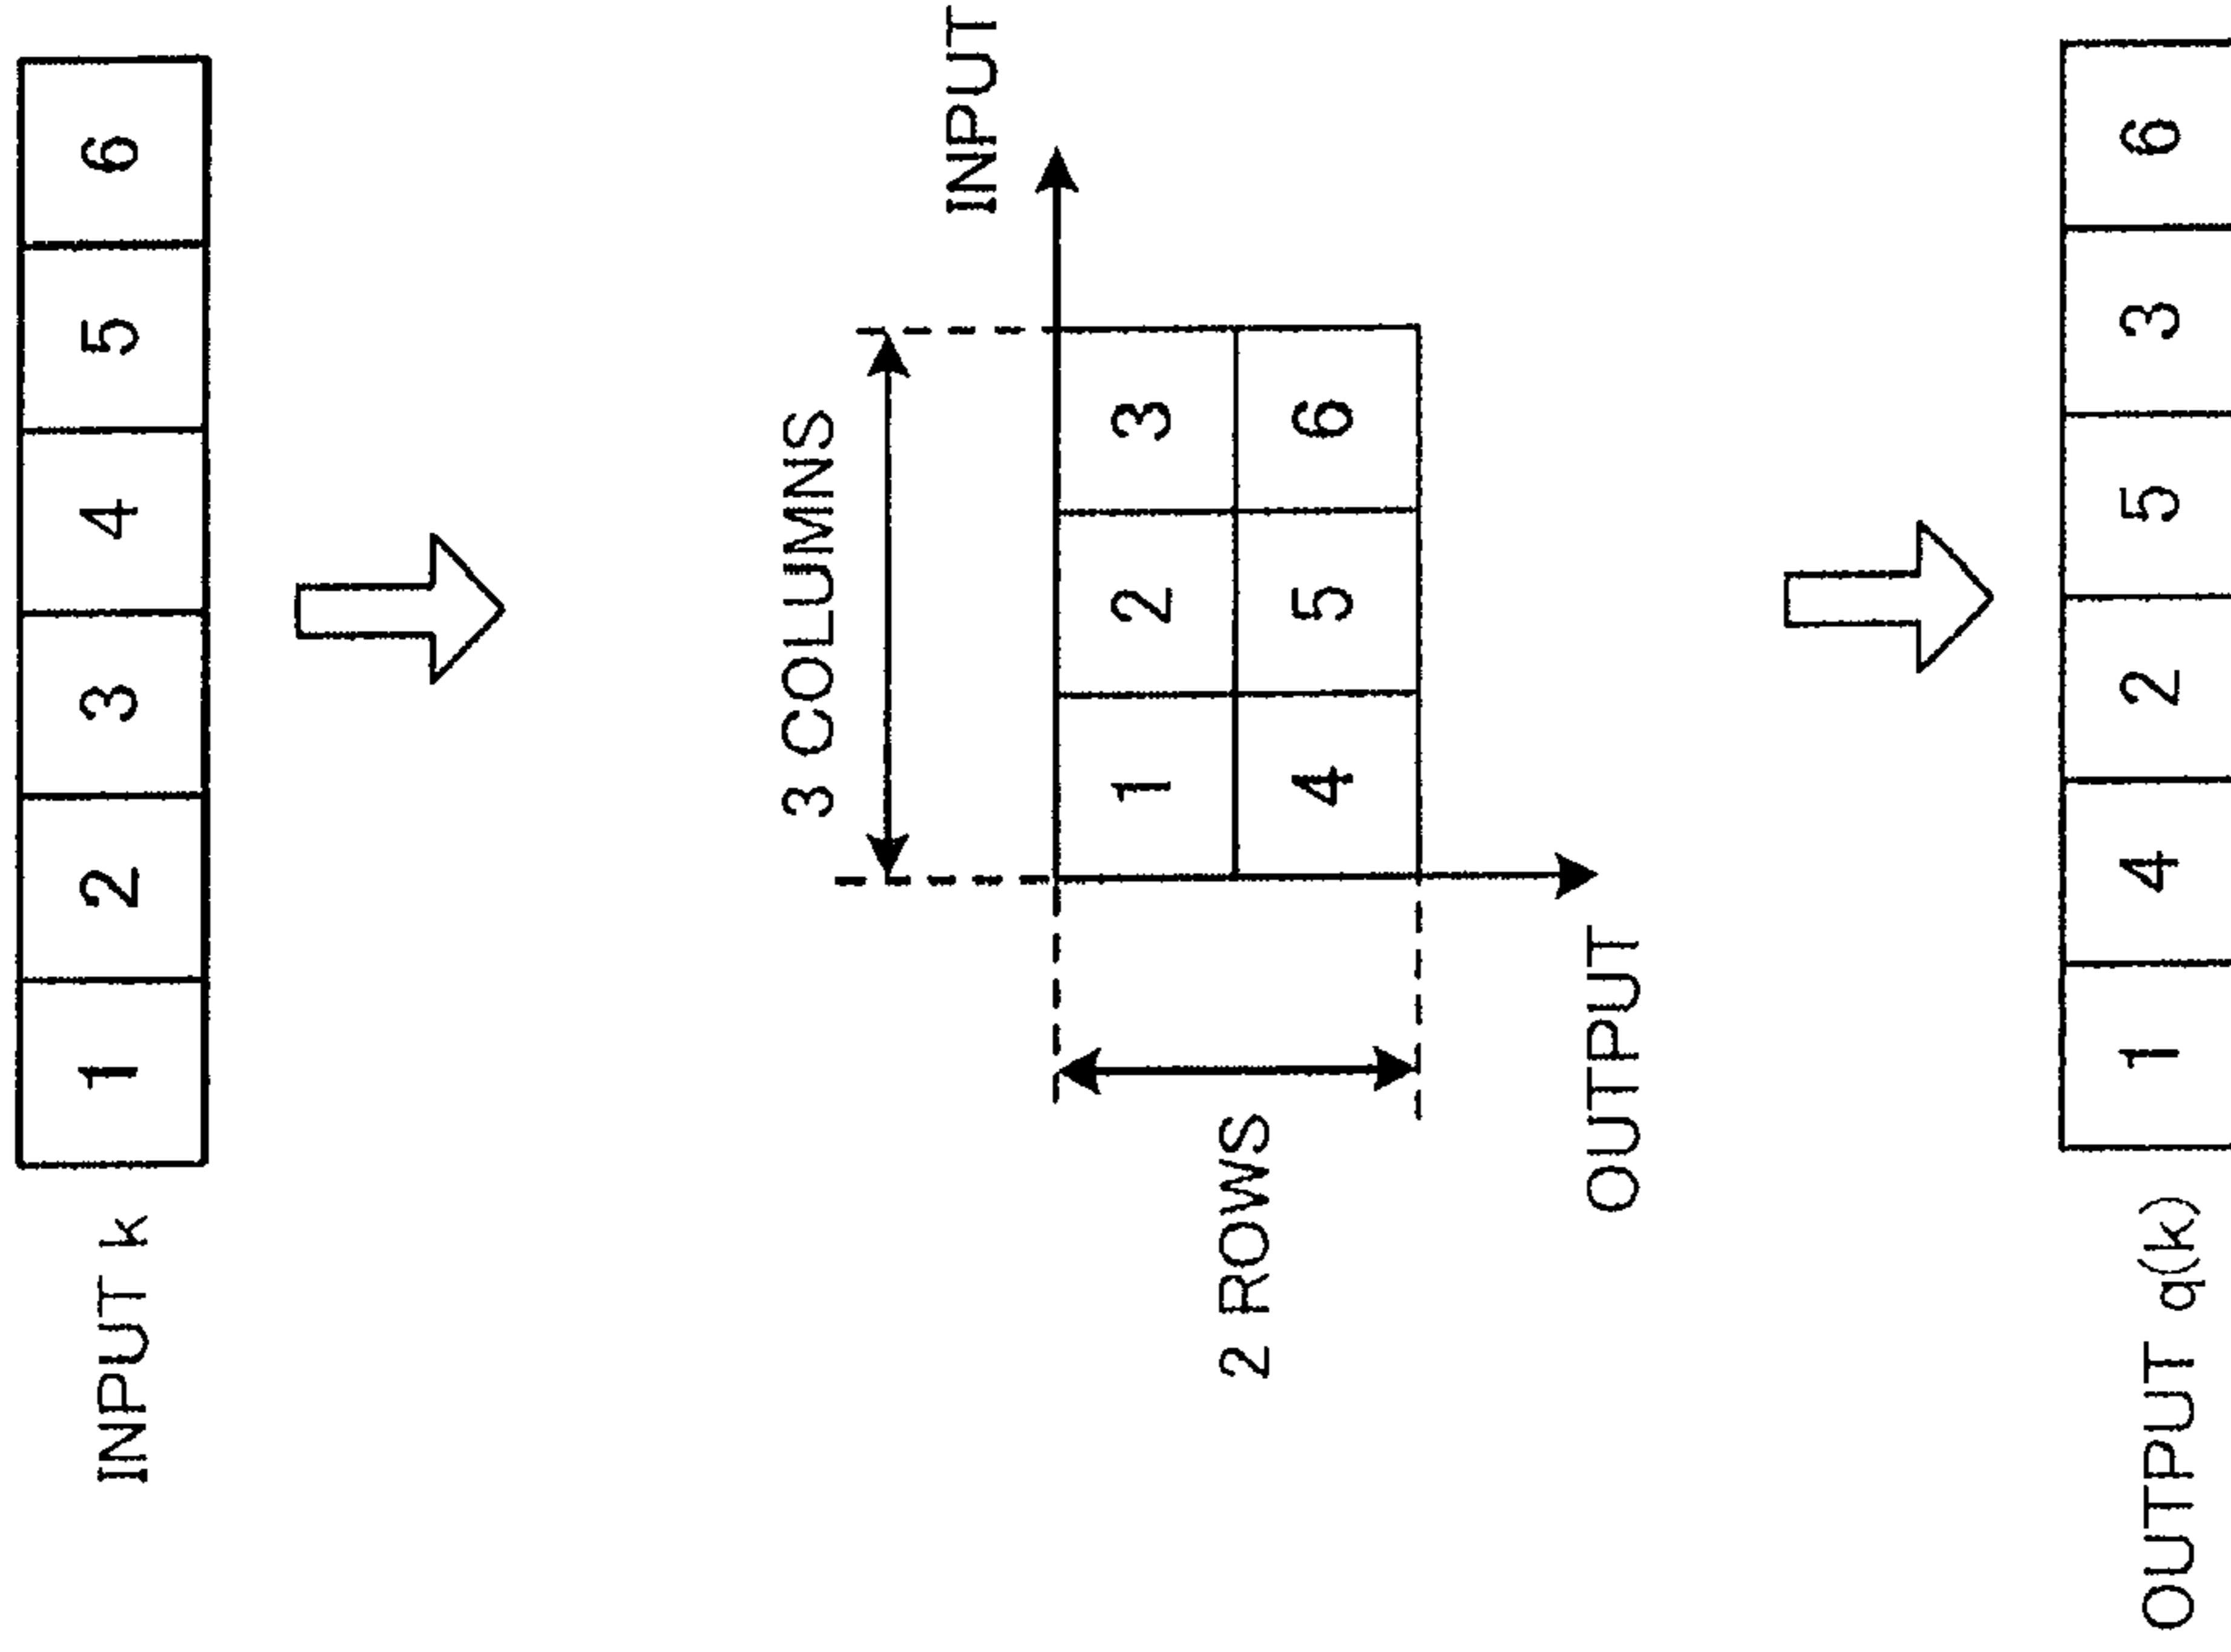 INPUT k 1 2 3 4 5 6
3 COLUMNS
INPUT
2 ROWS
1 2 3
4 5 6
OUTPUT
OUTPUT q(k) 1 4 2 5 3 6